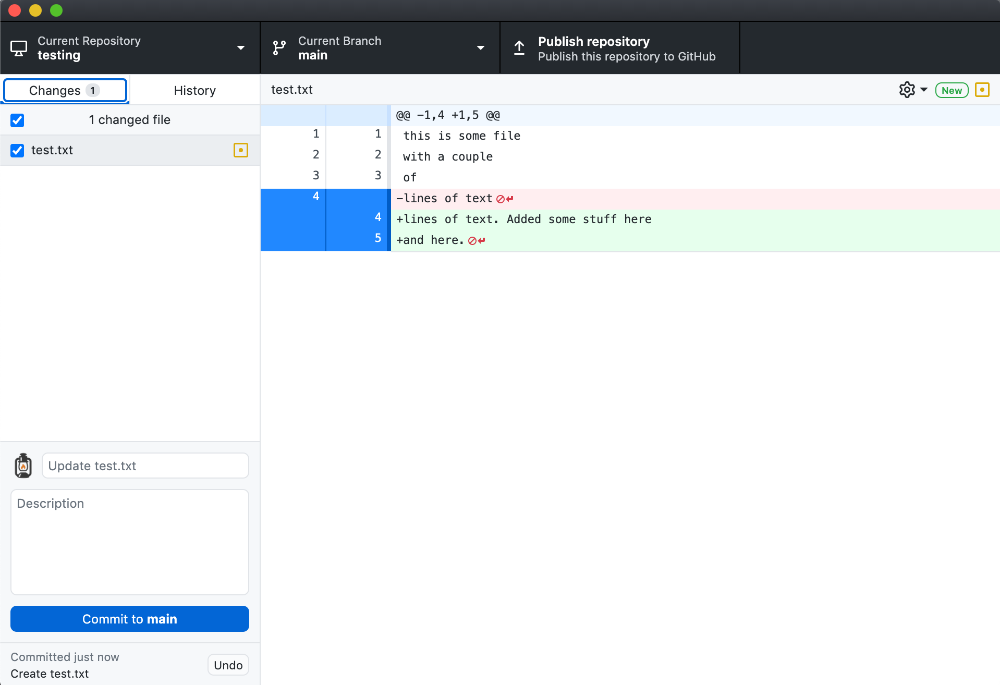 Current Repository
testing
Current Branch
main
Publish repository
Publish this repository to GitHub
Changes 1
History
test.txt
New
1 changed file
test.txt
@@ -1,4 +1,5 @@
1 1 this is some file
2 2 with a couple
3 3 of
4 -lines of text
4 +lines of text. Added some stuff here
5 +and here.
Update test.txt
Description
Commit to main
Committed just now
Create test.txt
Undo